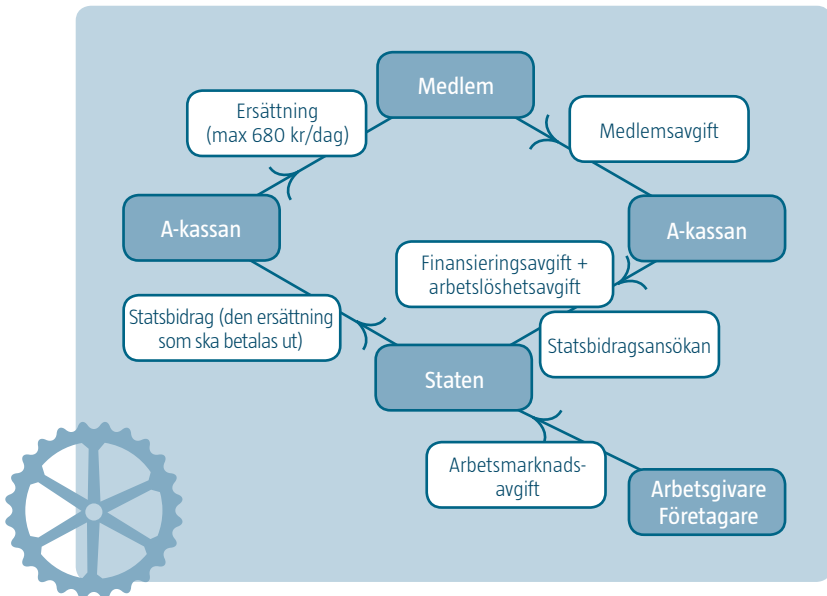 Medlem
Ersättning
(max 680 kr/dag)
Medlemsavgift
A-kassan
A-kassan
Finansieringsavgift +
arbetslöshetsavgift
Statsbidrag (den ersättning
som ska betalas ut)
Statsbidragsansökan
Staten
Arbetsmarknads-
avgift
Arbetsgivare
Företagare